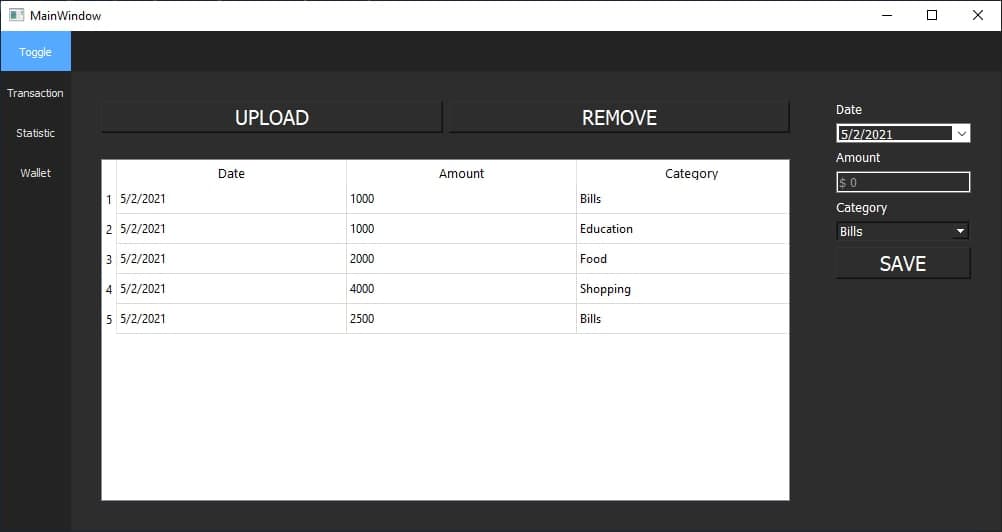 MainWindow
Toggle
Transaction
Statistic
Wallet
UPLOAD REMOVE
Date Amount Category
1 5/2/2021 1000 Bills
2 5/2/2021 1000 Education
3 5/2/2021 2000 Food
4 5/2/2021 4000 Shopping
5 5/2/2021 2500 Bills
Date
5/2/2021
Amount
$ 0
Category
Bills
SAVE